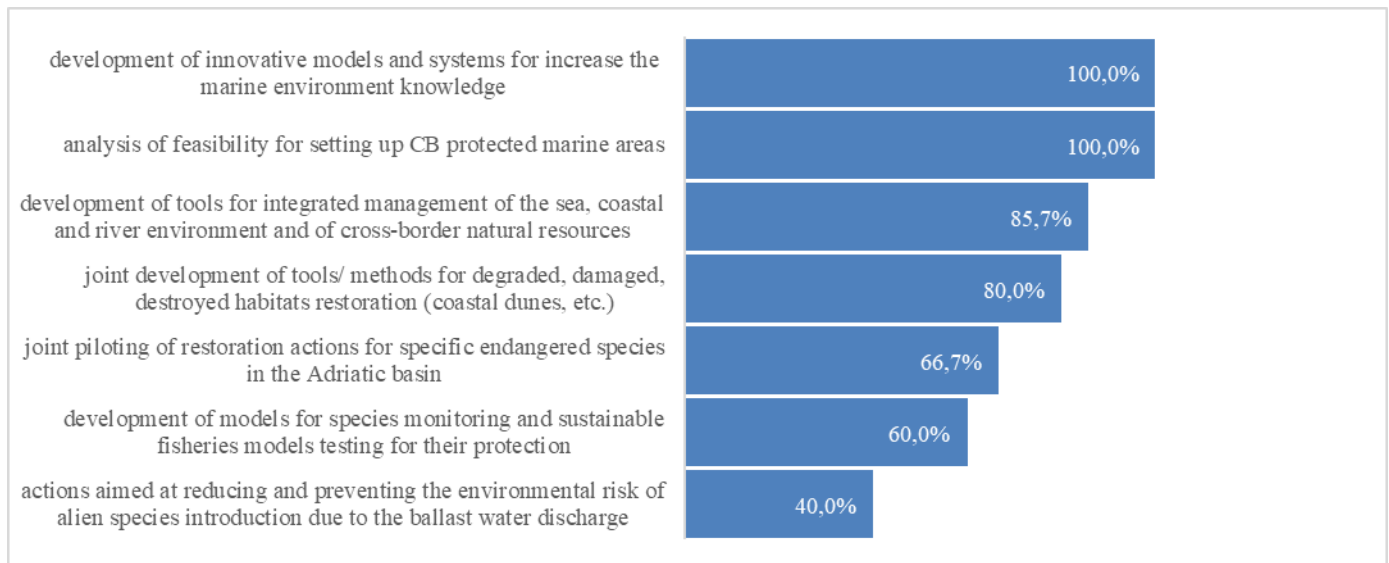 development of innovative models and systems for increase the
marine environment knowledge
100,0%
analysis of feasibility for setting up CB protected marine areas
100,0%
development of tools for integrated management of the sea, coastal
and river environment and of cross-border natural resources
85,7%
joint development of tools/ methods for degraded, damaged,
destroyed habitats restoration (coastal dunes, etc.)
80,0%
joint piloting of restoration actions for specific endangered species
in the Adriatic basin
66,7%
development of models for species monitoring and sustainable
fisheries models testing for their protection
60,0%
actions aimed at reducing and preventing the environmental risk of
alien species introduction due to the ballast water discharge
40,0%